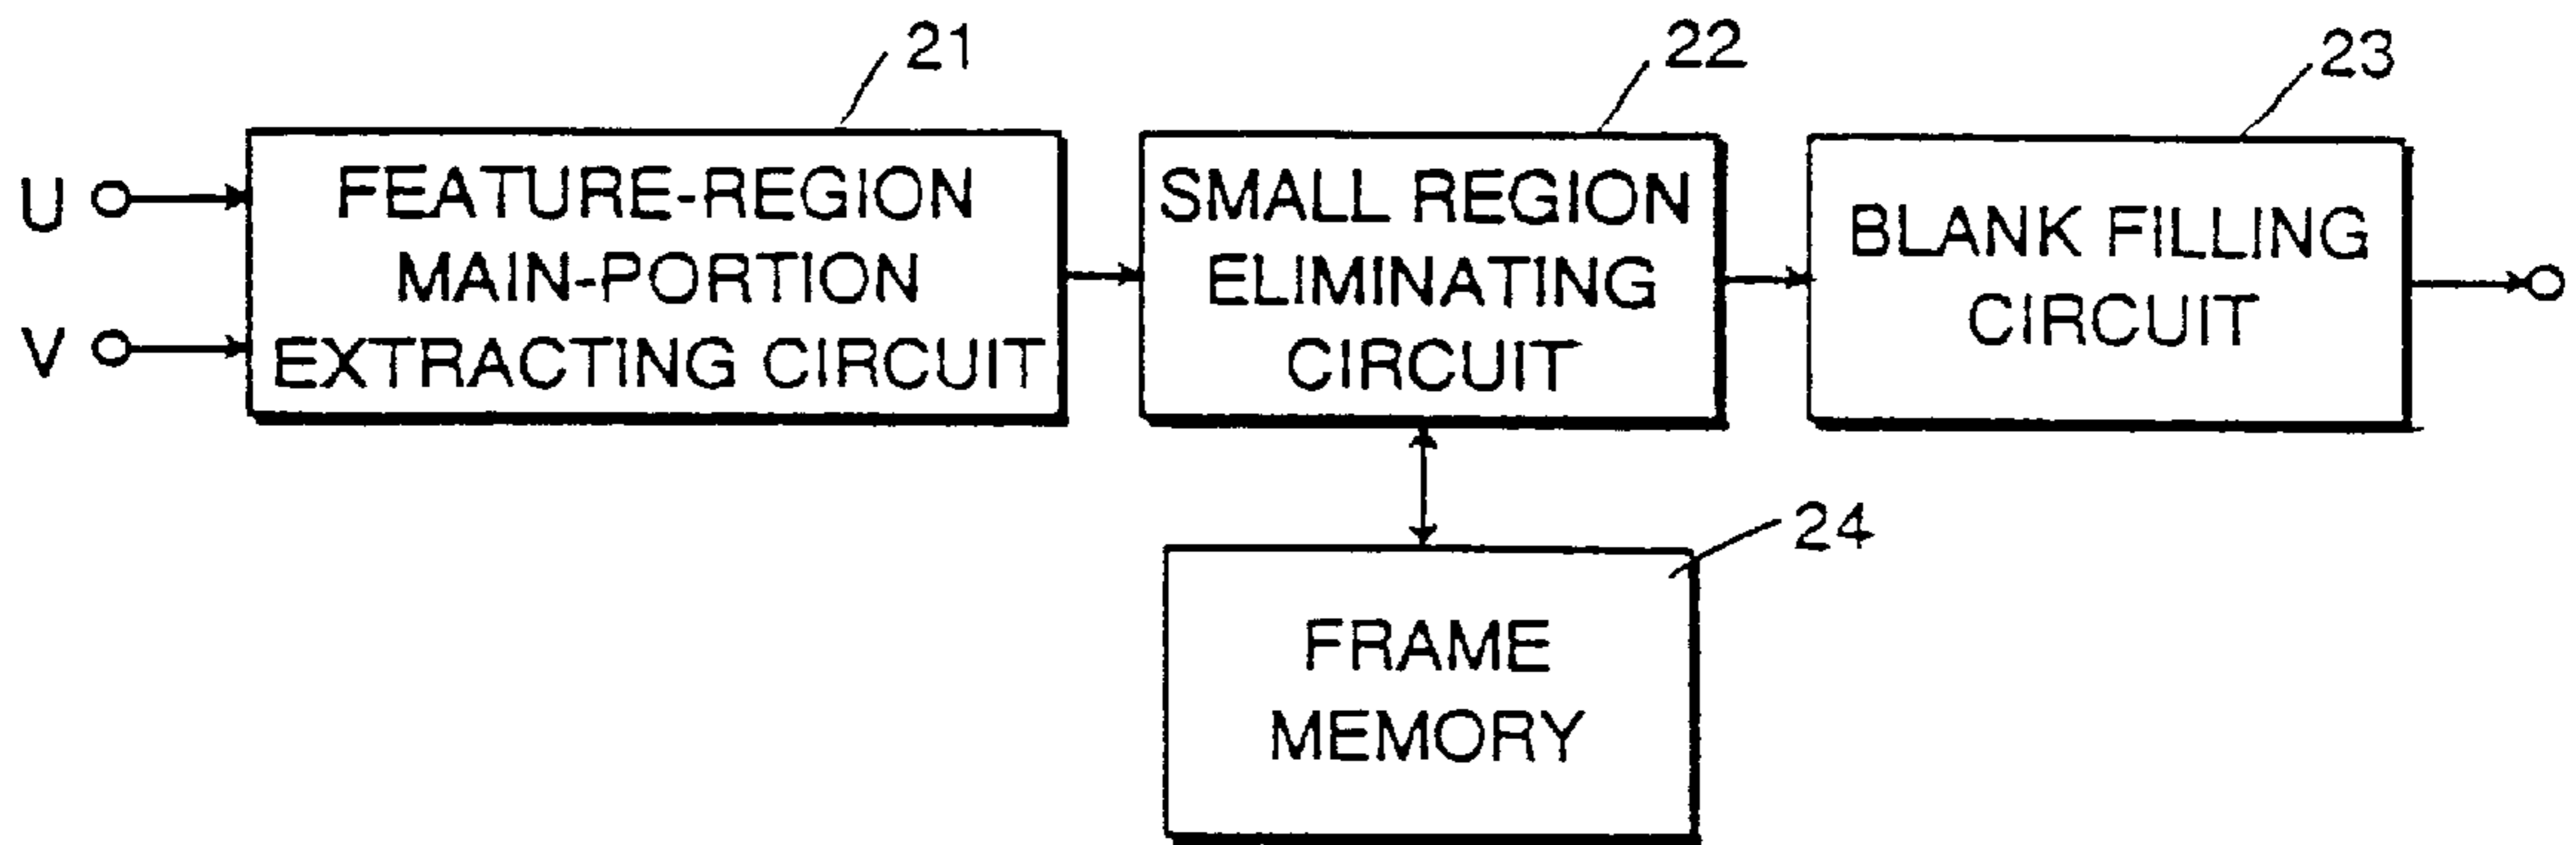 21
22
23
U
V
FEATURE-REGION
MAIN-PORTION
EXTRACTING CIRCUIT
SMALL REGION
ELIMINATING
CIRCUIT
BLANK FILLING
CIRCUIT
24
FRAME
MEMORY